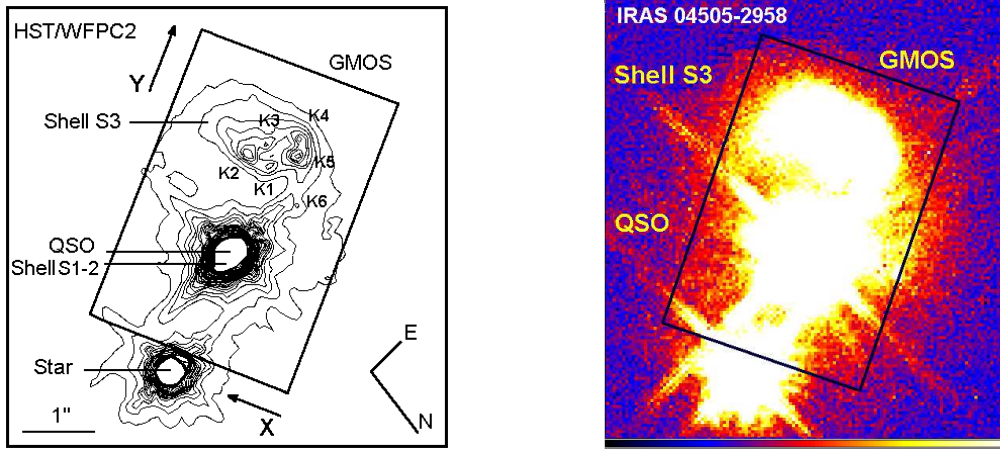 HST/WFPC2
GMOS
Y
Shell S3
K3
K4
K5
K2
K1
K6
QSO
Shell S1-2
Star
1"
X
E
N
IRAS 04505-2958
GMOS
Shell S3
QSO